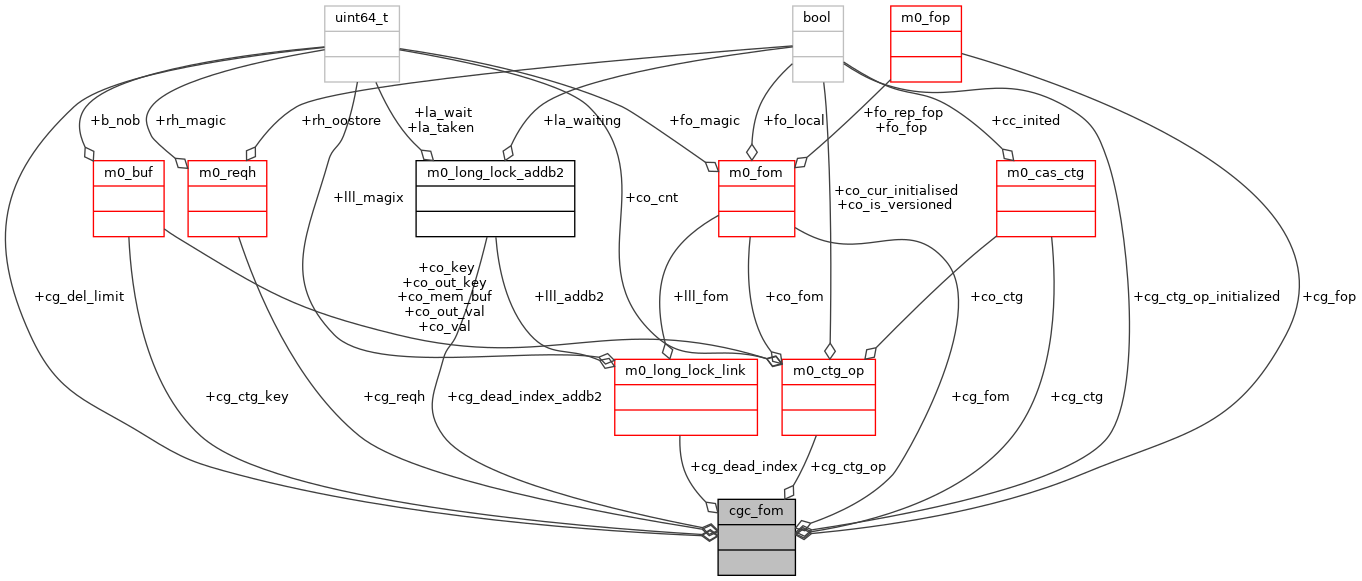 uint64_t
bool
m0_fop
+b_nob
+rh_magic
+rh_oostore
+la_wait
+la_taken
+la_waiting
+fo_magic
+fo_local
+fo_rep_fop
+fo_fop
+cc_inited
m0_buf
m0_reqh
m0_long_lock_addb2
m0_fom
m0_cas_ctg
+lll_magix
+co_cnt
+co_cur_initialised
+co_is_versioned
+cg_del_limit
+co_key
+co_out_key
+co_mem_buf
+co_out_val
+co_val
+lll_addb2
+lll_fom
+co_fom
+co_ctg
+cg_ctg_op_initialized
+cg_fop
m0_long_lock_link
m0_ctg_op
+cg_ctg_key
+cg_reqh
+cg_dead_index_addb2
+cg_fom
+cg_ctg
+cg_dead_index
+cg_ctg_op
cgc_fom